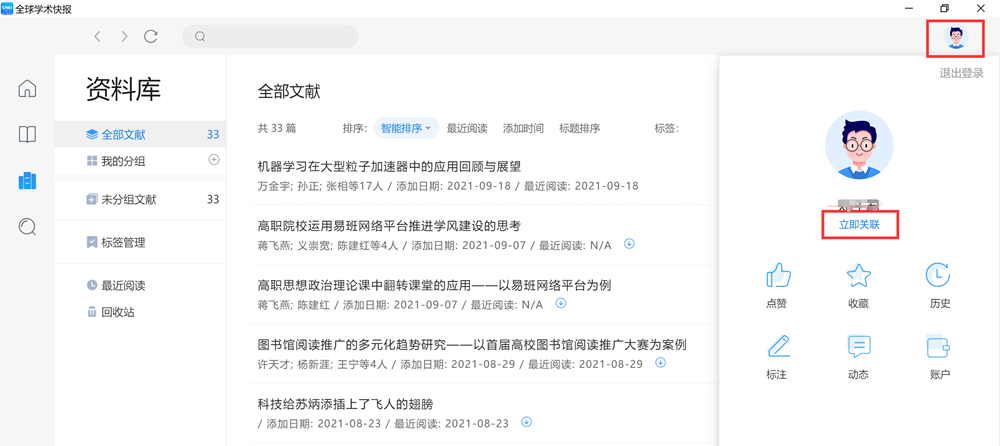 CNKI 全球学术快报
退出登录
资料库
全部文献 33
我的分组
未分组文献 33
标签管理
最近阅读
回收站
全部文献
共 33 篇 排序: 智能排序 最近阅读 添加时间 标题排序 标签:
机器学习在大型粒子加速器中的应用回顾与展望
万金宇; 孙正; 张相等17人 / 添加日期: 2021-09-18 / 最近阅读: 2021-09-18
高职院校运用易班网络平台推进学风建设的思考
蒋飞燕; 义崇宽; 陈建红等4人 / 添加日期: 2021-09-07 / 最近阅读: N/A
高职思想政治理论课中翻转课堂的应用——以易班网络平台为例
蒋飞燕; 陈建红 / 添加日期: 2021-09-07 / 最近阅读: N/A
图书馆阅读推广的多元化趋势研究——以首届高校图书馆阅读推广大赛为案例
许天才; 杨新涯; 王宁等4人 / 添加日期: 2021-08-29 / 最近阅读: 2021-08-29
科技给苏炳添插上了飞人的翅膀
/ 添加日期: 2021-08-23 / 最近阅读: 2021-08-23
立即关联
点赞 收藏 历史
标注 动态 账户